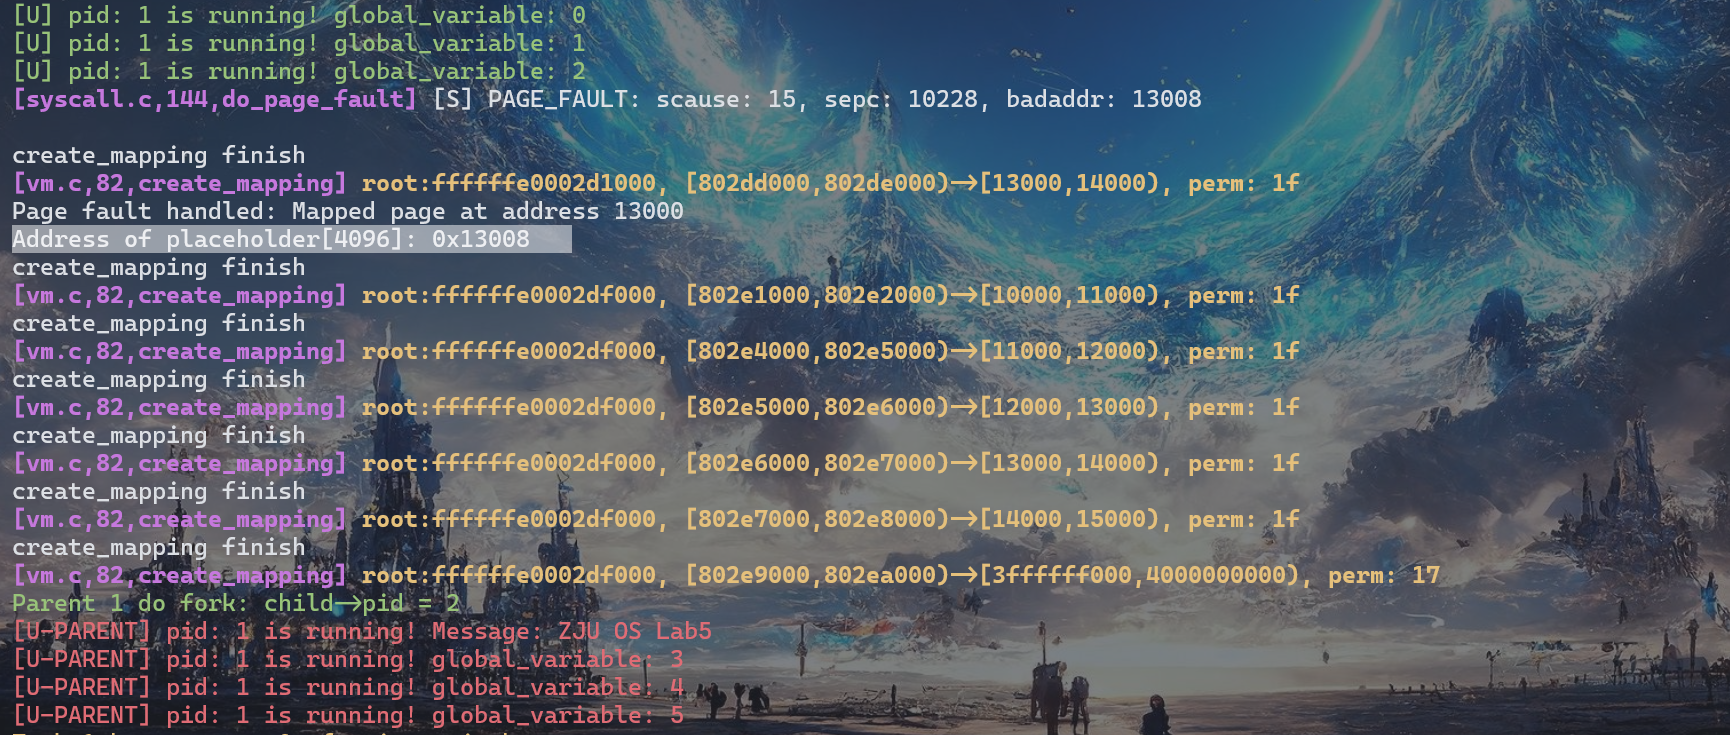 [U] pid: 1 is running! global_variable: 0
[U] pid: 1 is running! global_variable: 1
[U] pid: 1 is running! global_variable: 2
[syscall.c,144,do_page_fault] [S] PAGE_FAULT: scause: 15, sepc: 10228, badaddr: 13008
create_mapping finish
[vm.c,82,create_mapping] root:ffffffe0002d1000, [802dd000,802de000)->[13000,14000), perm: 1f
Page fault handled: Mapped page at address 13000
Address of placeholder[4096]: 0x13008
create_mapping finish
[vm.c,82,create_mapping] root:ffffffe0002df000, [802e1000,802e2000)->[10000,11000), perm: 1f
create_mapping finish
[vm.c,82,create_mapping] root:ffffffe0002df000, [802e4000,802e5000)->[11000,12000), perm: 1f
create_mapping finish
[vm.c,82,create_mapping] root:ffffffe0002df000, [802e5000,802e6000)->[12000,13000), perm: 1f
create_mapping finish
[vm.c,82,create_mapping] root:ffffffe0002df000, [802e6000,802e7000)->[13000,14000), perm: 1f
create_mapping finish
[vm.c,82,create_mapping] root:ffffffe0002df000, [802e7000,802e8000)->[14000,15000), perm: 1f
create_mapping finish
[vm.c,82,create_mapping] root:ffffffe0002df000, [802e9000,802ea000)->[3ffffff000,4000000000), perm: 17
Parent 1 do fork: child->pid = 2
[U-PARENT] pid: 1 is running! Message: ZJU OS Lab5
[U-PARENT] pid: 1 is running! global_variable: 3
[U-PARENT] pid: 1 is running! global_variable: 4
[U-PARENT] pid: 1 is running! global_variable: 5